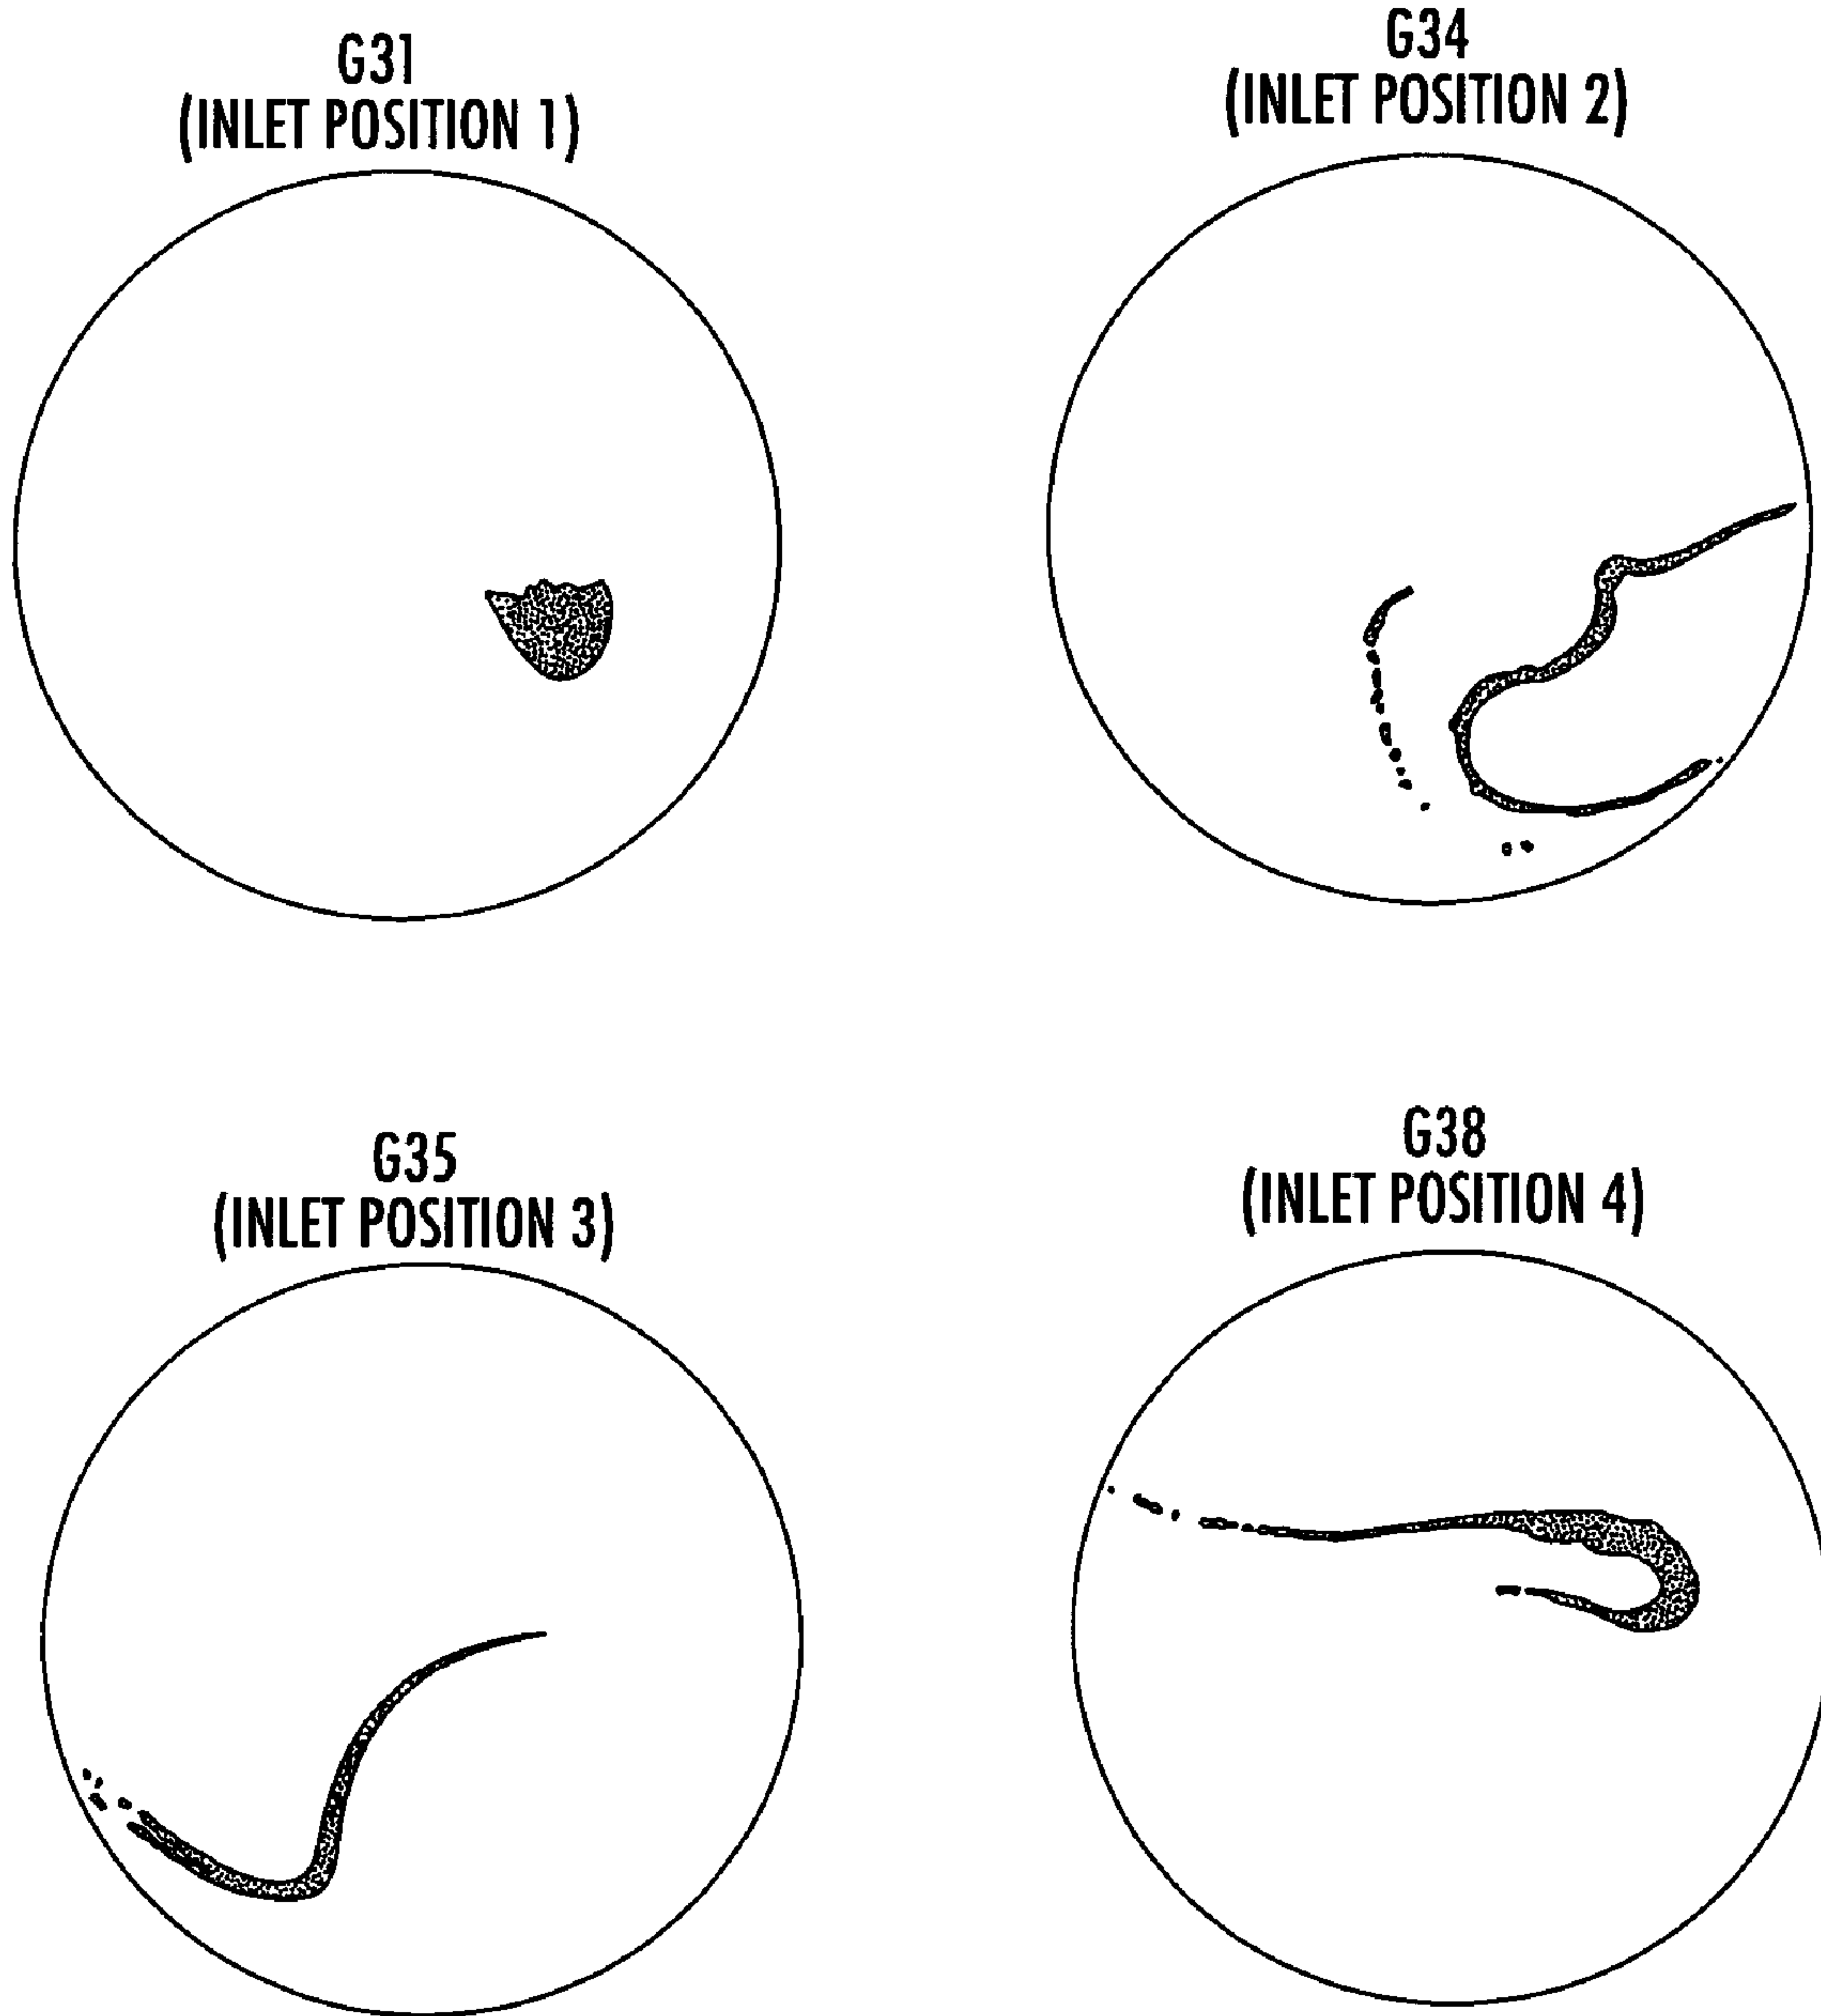 G31
(INLET POSITION 1)
G34
(INLET POSITION 2)
G35
(INLET POSITION 3)
G38
(INLET POSITION 4)